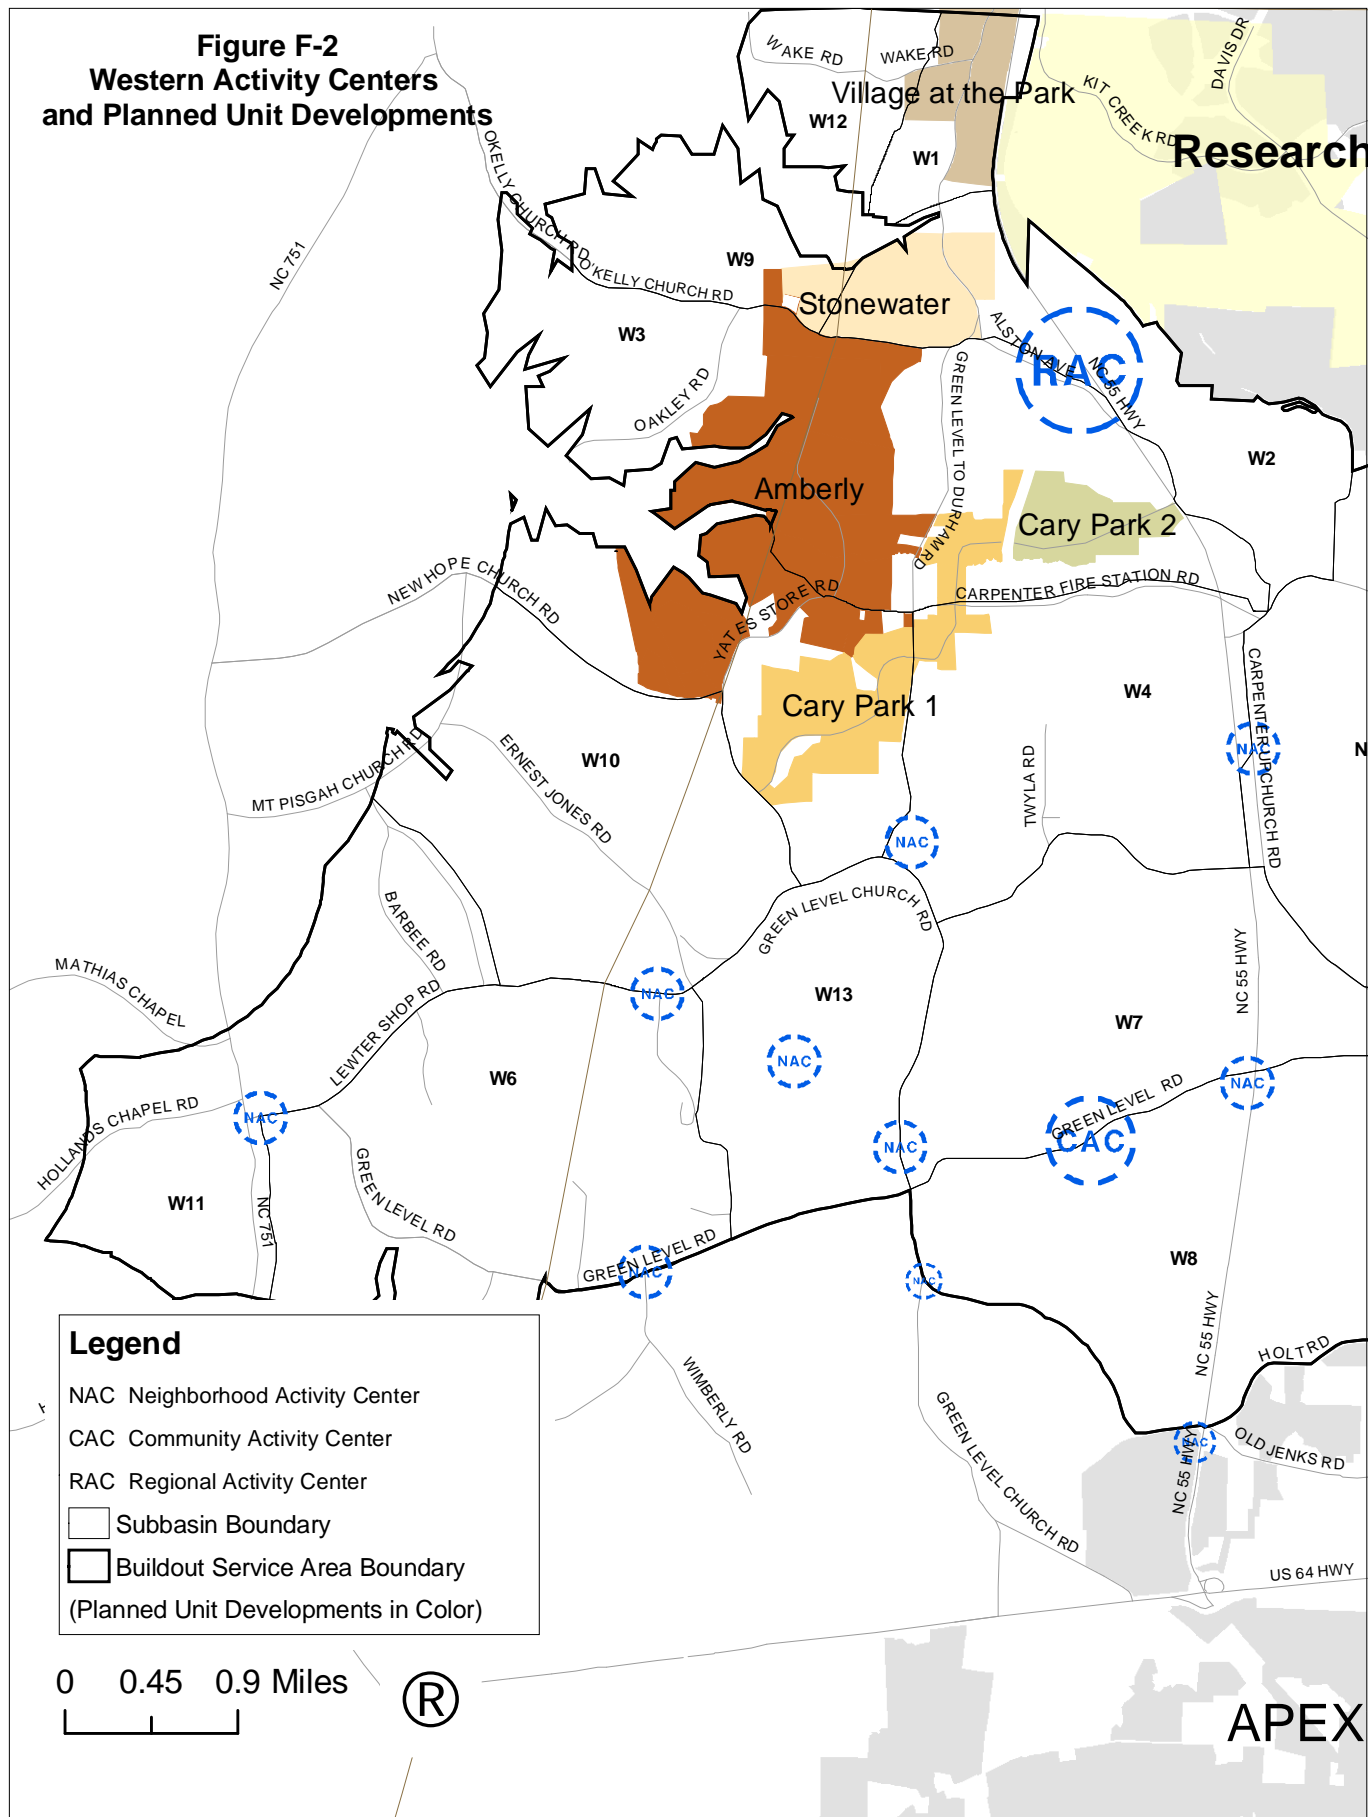 Figure F-2
Western Activity Centers
and Planned Unit Developments
WAKE RD
WAKE RD
DAVIS DR
Village at the Park
KIT CREEK RD
W12
W1
Research
OKELLY CHURCH RD
NC 751
W9
O'KELLY CHURCH RD
Stonewater
W3
ALSTON AVE
RAC
NC 55 HWY
OAKLEY RD
GREEN LEVEL TO DURHAM RD
W2
Amberly
Cary Park 2
NEW HOPE CHURCH RD
YATES STORE RD
CARPENTER FIRE STATION RD
W4
CARPENTER UPCHURCH RD
Cary Park 1
NAC
N
W10
ERNEST JONES RD
MT PISGAH CHURCH RD
TWYLA RD
NAC
BARBEE RD
GREEN LEVEL CHURCH RD
MATHIAS CHAPEL
NC 55 HWY
NAC
W13
W7
LEWTER SHOP RD
NAC
W6
NAC
GREEN LEVEL RD
HOLLANDS CHAPEL RD
NAC
NAC
CAC
GREEN LEVEL RD
W11
NC 751
GREEN LEVEL RD
NAC
NAC
W8
NC 55 HWY
HOLT RD
Legend
NAC Neighborhood Activity Center
CAC Community Activity Center
RAC Regional Activity Center
Subbasin Boundary
Buildout Service Area Boundary
(Planned Unit Developments in Color)
WIMBERLY RD
GREEN LEVEL CHURCH RD
NAC
NC 55 HWY
OLD JENKS RD
US 64 HWY
0 0.45 0.9 Miles
®
APEX